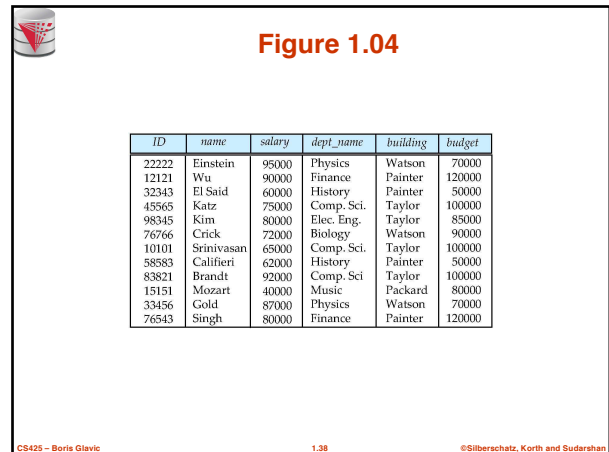 Figure 1.04
ID name salary dept_name building budget
22222 Einstein 95000 Physics Watson 70000
12121 Wu 90000 Finance Painter 120000
32343 El Said 60000 History Painter 50000
45565 Katz 75000 Comp. Sci. Taylor 100000
98345 Kim 80000 Elec. Eng. Taylor 85000
76766 Crick 72000 Biology Watson 90000
10101 Srinivasan 65000 Comp. Sci. Taylor 100000
58583 Califieri 62000 History Painter 50000
83821 Brandt 92000 Comp. Sci Taylor 100000
15151 Mozart 40000 Music Packard 80000
33456 Gold 87000 Physics Watson 70000
76543 Singh 80000 Finance Painter 120000
CS425 – Boris Glavic 1.38 ©Silberschatz, Korth and Sudarshan